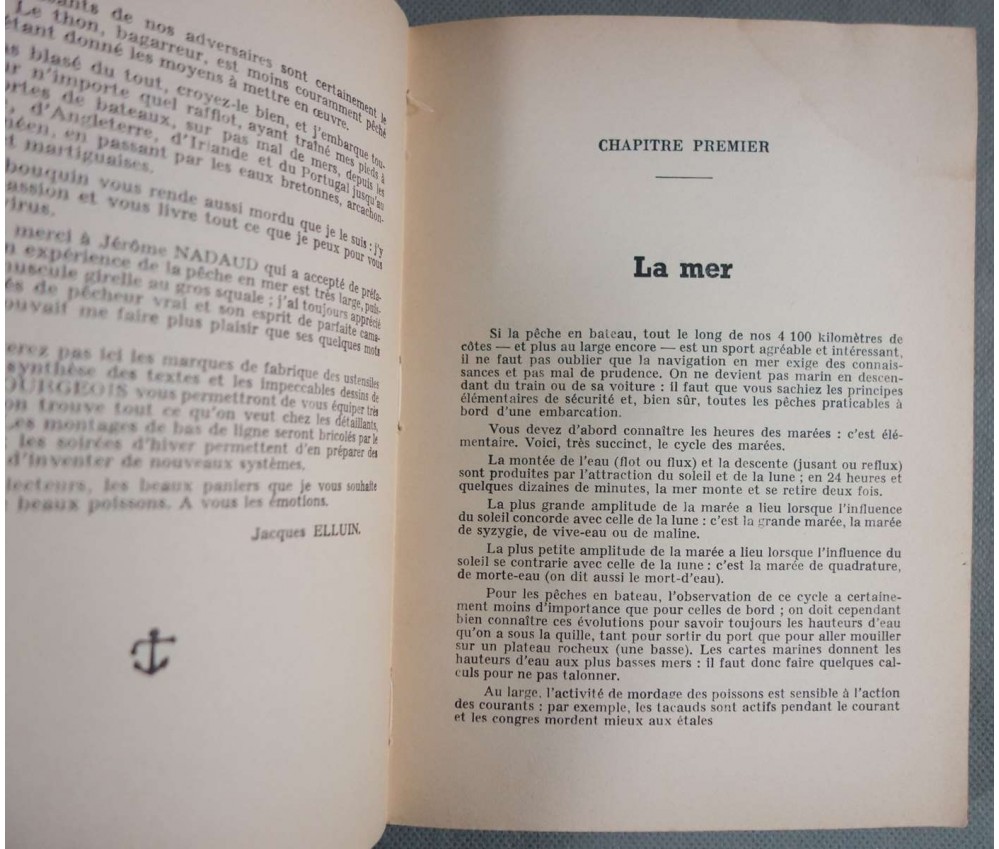 ssants de nos adversaires sont certainement le
Le thon, bagarreur, est moins couramment pêché
étant donné les moyens à mettre en œuvre.
as blasé du tout, croyez-le bien, et j'embarque tou-
r n'importe quel rafflot, ayant traîné mes pieds à
ortes de bateaux, sur pas mal de mers, depuis les
d'Angleterre, d'Irlande et du Portugal jusqu'au
néen, en passant par les eaux bretonnes, arcachon-
t martiguaises.
bouquin vous rende aussi mordu que je le suis : j'y
assion et vous livre tout ce que je peux pour vous
virus.
merci à Jérôme NADAUD qui a accepté de préfa-
n expérience de la pêche en mer est très large, puis-
nuscule girelle au gros squale ; j'ai toujours apprécié
és de pêcheur vrai et son esprit de parfaite cama-
ouvait me faire plus plaisir que ses quelques mots
erez pas ici les marques de fabrique des ustensiles
synthèse des textes et les impeccables dessins de
OURGEOIS vous permettront de vous équiper très
on trouve tout ce qu'on veut chez les détaillants,
Les montages de bas de ligne seront bricolés par le
les soirées d'hiver permettent d'en préparer des
d'inventer de nouveaux systèmes.
lecteurs, les beaux paniers que je vous souhaite
beaux poissons. A vous les émotions.
Jacques ELLUIN.
CHAPITRE PREMIER
La mer
Si la pêche en bateau, tout le long de nos 4 100 kilomètres de
côtes — et plus au large encore — est un sport agréable et intéressant,
il ne faut pas oublier que la navigation en mer exige des connais-
sances et pas mal de prudence. On ne devient pas marin en descen-
dant du train ou de sa voiture : il faut que vous sachiez les principes
élémentaires de sécurité et, bien sûr, toutes les pêches praticables à
bord d'une embarcation.
Vous devez d'abord connaître les heures des marées : c'est élé-
mentaire. Voici, très succinct, le cycle des marées.
La montée de l'eau (flot ou flux) et la descente (jusant ou reflux)
sont produites par l'attraction du soleil et de la lune ; en 24 heures et
quelques dizaines de minutes, la mer monte et se retire deux fois.
La plus grande amplitude de la marée a lieu lorsque l'influence
du soleil concorde avec celle de la lune : c'est la grande marée, la marée
de syzygie, de vive-eau ou de maline.
La plus petite amplitude de la marée a lieu lorsque l'influence du
soleil se contrarie avec celle de la lune : c'est la marée de quadrature,
de morte-eau (on dit aussi le mort-d'eau).
Pour les pêches en bateau, l'observation de ce cycle a certaine-
ment moins d'importance que pour celles de bord ; on doit cependant
bien connaître ces évolutions pour savoir toujours les hauteurs d'eau
qu'on a sous la quille, tant pour sortir du port que pour aller mouiller
sur un plateau rocheux (une basse). Les cartes marines donnent les
hauteurs d'eau aux plus basses mers : il faut donc faire quelques cal-
culs pour ne pas talonner.
Au large, l'activité de mordage des poissons est sensible à l'action
des courants : par exemple, les tacauds sont actifs pendant le courant
et les congres mordent mieux aux étales